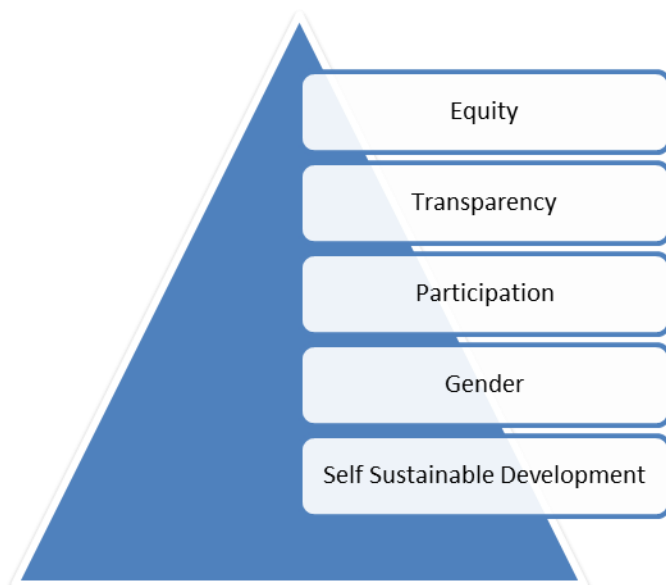 Equity
Transparency
Participation
Gender
Self Sustainable Development